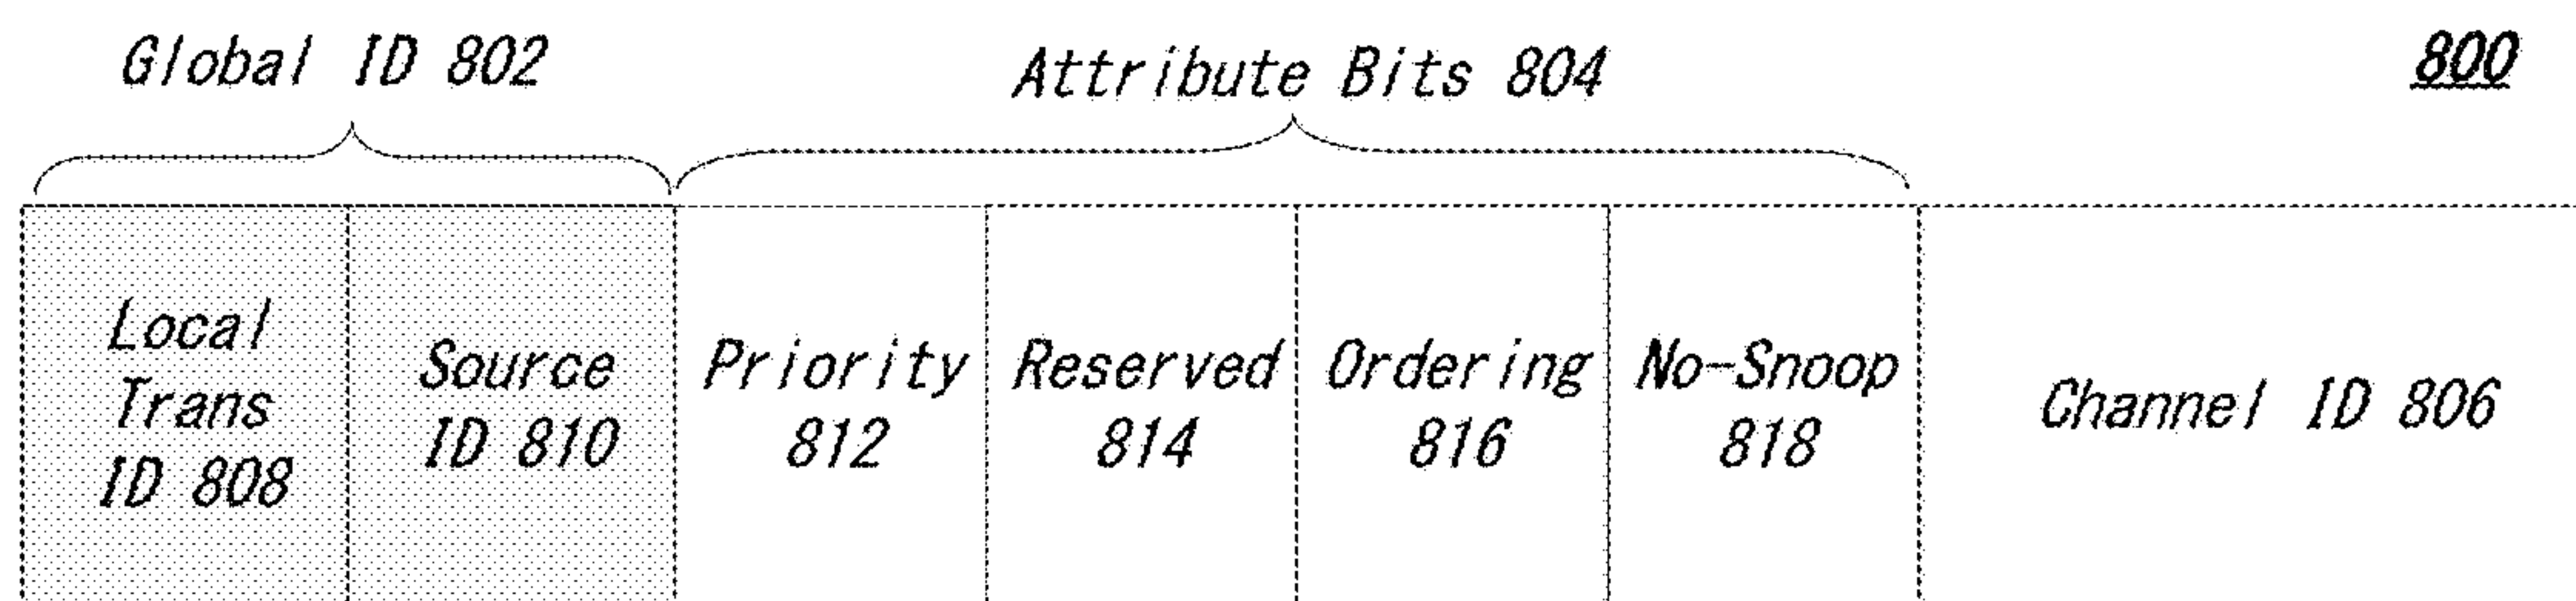 Global ID 802
Attribute Bits 804
800
Local
Trans
ID 808
Source
ID 810
Priority
812
Reserved
814
Ordering
816
No-Snoop
818
Channel ID 806